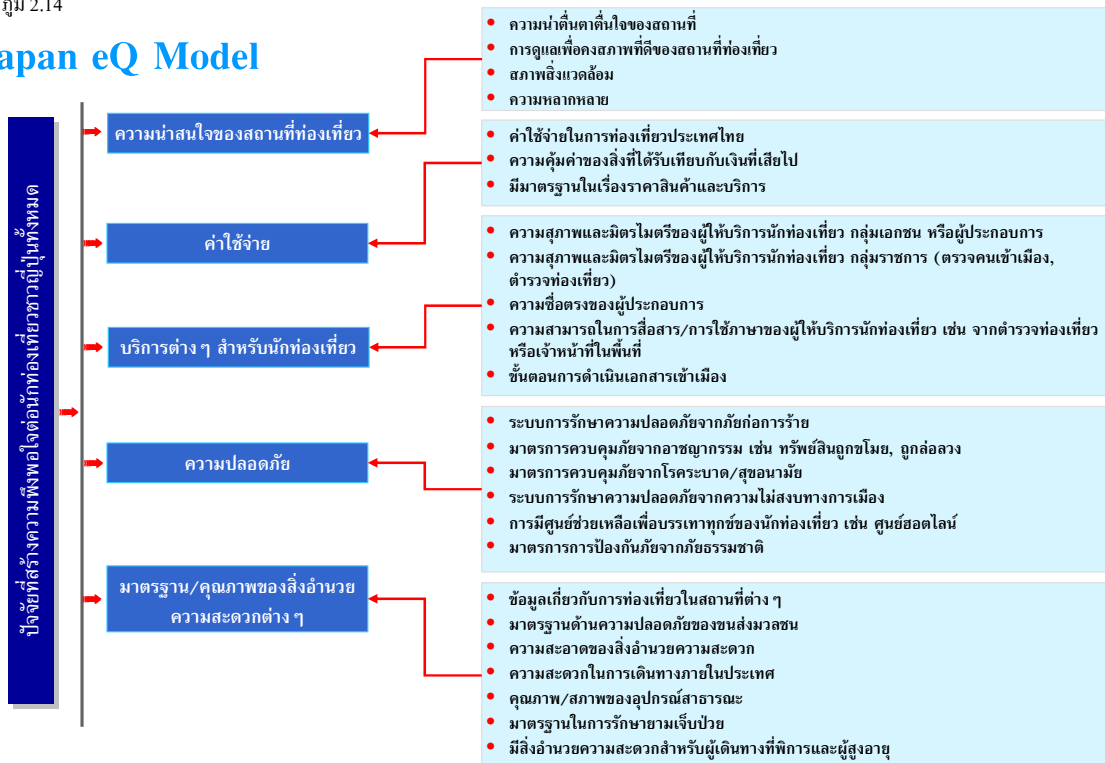 ภูมิ 2.14
apan eQ Model
ปัจจัยที่สร้างความพึงพอใจต่อนักท่องเที่ยวชาวญี่ปุ่นทั้งหมด
ความน่าสนใจของสถานที่ท่องเที่ยว
• ความน่าตื่นตาตื่นใจของสถานที่
• การดูแลเพื่อคงสภาพที่ดีของสถานที่ท่องเที่ยว
• สภาพสิ่งแวดล้อม
• ความหลากหลาย
ค่าใช้จ่าย
• ค่าใช้จ่ายในการท่องเที่ยวประเทศไทย
• ความคุ้มค่าของสิ่งที่ได้รับเทียบกับเงินที่เสียไป
• มีมาตรฐานในเรื่องราคาสินค้าและบริการ
บริการต่าง ๆ สำหรับนักท่องเที่ยว
• ความสุภาพและมิตรไมตรีของผู้ให้บริการนักท่องเที่ยว กลุ่มเอกชน หรือผู้ประกอบการ
• ความสุภาพและมิตรไมตรีของผู้ให้บริการนักท่องเที่ยว กลุ่มราชการ (ตรวจคนเข้าเมือง,
ตำรวจท่องเที่ยว)
• ความซื่อตรงของผู้ประกอบการ
• ความสามารถในการสื่อสาร/การใช้ภาษาของผู้ให้บริการนักท่องเที่ยว เช่น จากตำรวจท่องเที่ยว
หรือเจ้าหน้าที่ในพื้นที่
• ขั้นตอนการดำเนินเอกสารเข้าเมือง
ความปลอดภัย
• ระบบการรักษาความปลอดภัยจากภัยก่อการร้าย
• มาตรการควบคุมภัยจากอาชญากรรม เช่น ทรัพย์สินถูกขโมย, ถูกล่อลวง
• มาตรการควบคุมภัยจากโรคระบาด/สุขอนามัย
• ระบบการรักษาความปลอดภัยจากความไม่สงบทางการเมือง
• การมีศูนย์ช่วยเหลือเพื่อบรรเทาทุกข์ของนักท่องเที่ยว เช่น ศูนย์ฮอตไลน์
• มาตรการการป้องกันภัยจากภัยธรรมชาติ
มาตรฐาน/คุณภาพของสิ่งอำนวย
ความสะดวกต่าง ๆ
• ข้อมูลเกี่ยวกับการท่องเที่ยวในสถานที่ต่าง ๆ
• มาตรฐานด้านความปลอดภัยของขนส่งมวลชน
• ความสะอาดของสิ่งอำนวยความสะดวก
• ความสะดวกในการเดินทางภายในประเทศ
• คุณภาพ/สภาพของอุปกรณ์สาธารณะ
• มาตรฐานในการรักษายามเจ็บป่วย
• มีสิ่งอำนวยความสะดวกสำหรับผู้เดินทางที่พิการและผู้สูงอายุ